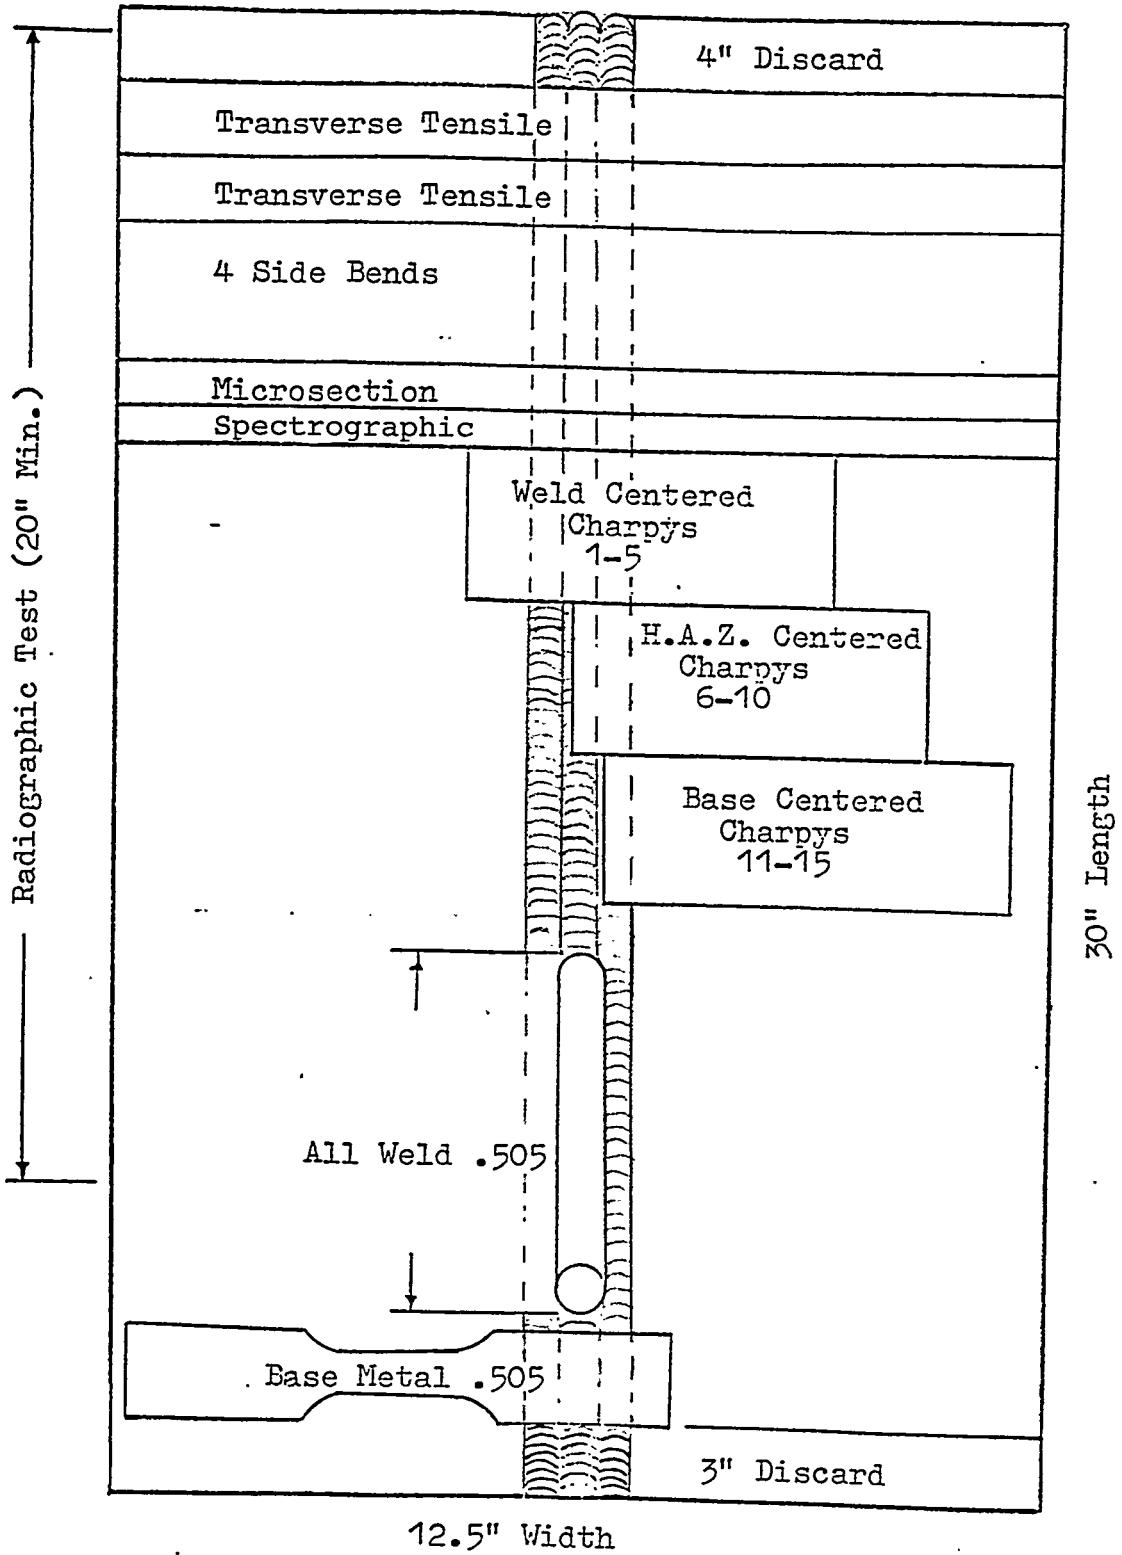 4" Discard
Transverse Tensile
Transverse Tensile
4 Side Bends
Microsection
Spectrographic
Weld Centered
Charpys
1-5
H.A.Z. Centered
Charpys
6-10
Base Centered
Charpys
11-15
Radiographic Test (20" Min.)
30" Length
All Weld .505
Base Metal .505
3" Discard
12.5" Width